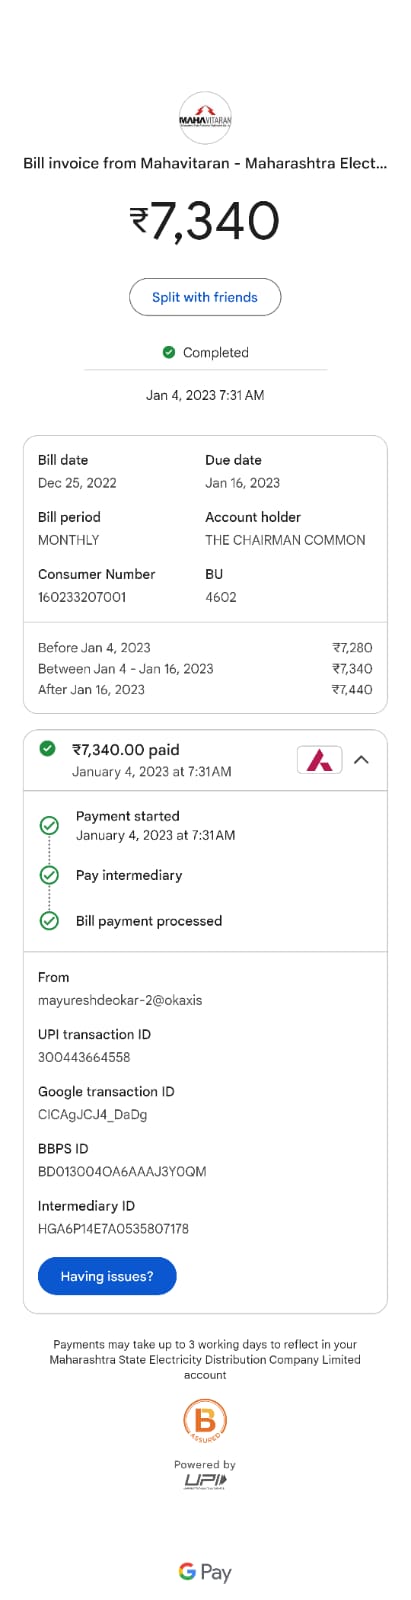 MAHAVITARAN
Bill invoice from Mahavitaran - Maharashtra Elect...
₹7,340
Split with friends
Completed
Jan 4, 2023 7:31 AM
Bill date
Due date
Dec 25, 2022
Jan 16, 2023
Bill period
Account holder
MONTHLY
THE CHAIRMAN COMMON
Consumer Number
BU
160233207001
4602
Before Jan 4, 2023 ₹7,280
Between Jan 4 - Jan 16, 2023 ₹7,340
After Jan 16, 2023 ₹7,440
₹7,340.00 paid
January 4, 2023 at 7:31AM
Payment started
January 4, 2023 at 7:31AM
Pay intermediary
Bill payment processed
From
mayureshdeokar-2@okaxis
UPI transaction ID
300443664558
Google transaction ID
CICAgJCJ4_DaDg
BBPS ID
BD013004OA6AAAJ3Y0QM
Intermediary ID
HGA6P14E7A0535807178
Having issues?
Payments may take up to 3 working days to reflect in your
Maharashtra State Electricity Distribution Company Limited
account
B
ASSURED
Powered by
UPI
G Pay